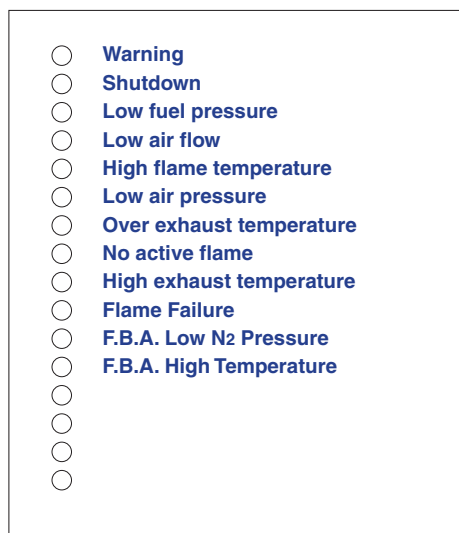 Warning
Shutdown
Low fuel pressure
Low air flow
High flame temperature
Low air pressure
Over exhaust temperature
No active flame
High exhaust temperature
Flame Failure
F.B.A. Low N2 Pressure
F.B.A. High Temperature